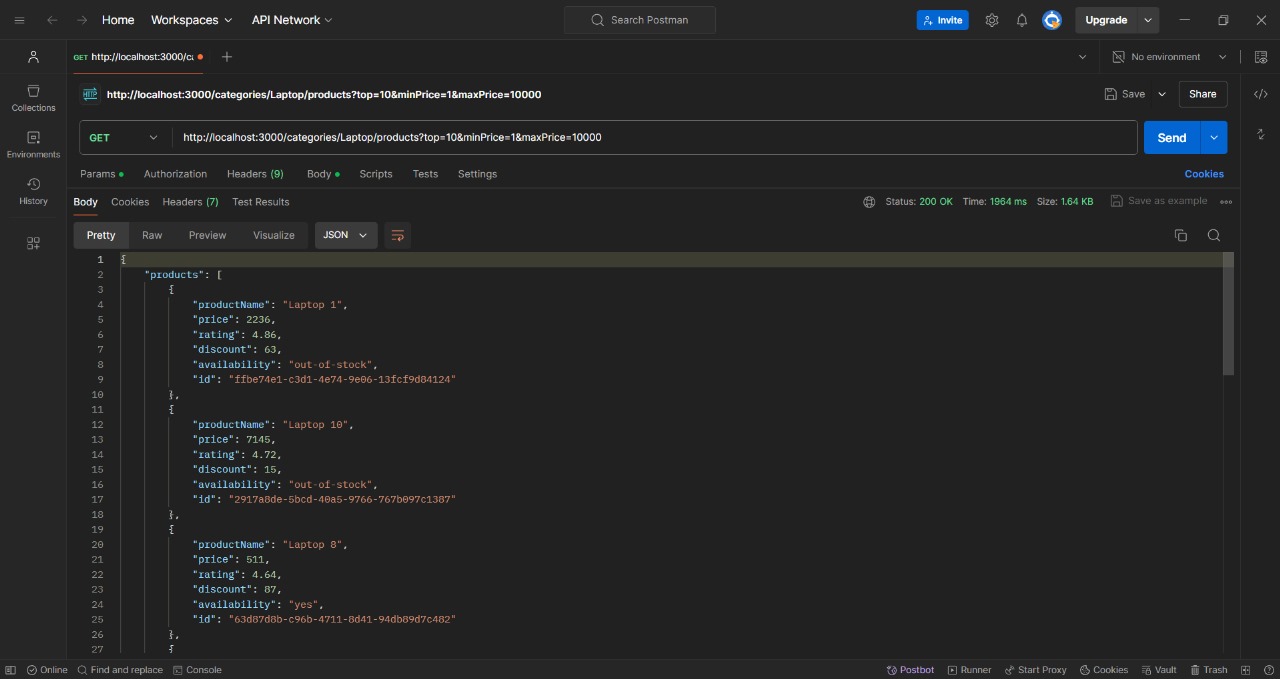 Home Workspaces API Network Search Postman Invite Upgrade
GET http://localhost:3000/ca No environment
HTTP http://localhost:3000/categories/Laptop/products?top=10&minPrice=1&maxPrice=10000 Save Share
Collections
GET http://localhost:3000/categories/Laptop/products?top=10&minPrice=1&maxPrice=10000 Send
Environments
Params Authorization Headers (9) Body Scripts Tests Settings Cookies
History
Body Cookies Headers (7) Test Results Status: 200 OK Time: 1964 ms Size: 1.64 KB Save as example
Pretty Raw Preview Visualize JSON
1 {
2 "products": [
3 {
4 "productName": "Laptop 1",
5 "price": 2236,
6 "rating": 4.86,
7 "discount": 63,
8 "availability": "out-of-stock",
9 "id": "ffbe74e1-c3d1-4e74-9e06-13fcf9d84124"
10 },
11 {
12 "productName": "Laptop 10",
13 "price": 7145,
14 "rating": 4.72,
15 "discount": 15,
16 "availability": "out-of-stock",
17 "id": "2917a8de-5bcd-40a5-9766-767b097c1387"
18 },
19 {
20 "productName": "Laptop 8",
21 "price": 511,
22 "rating": 4.64,
23 "discount": 87,
24 "availability": "yes",
25 "id": "63d87d8b-c96b-4711-8d41-94db89d7c482"
26 },
27 {
Online Find and replace Console Postbot Runner Start Proxy Cookies Vault Trash